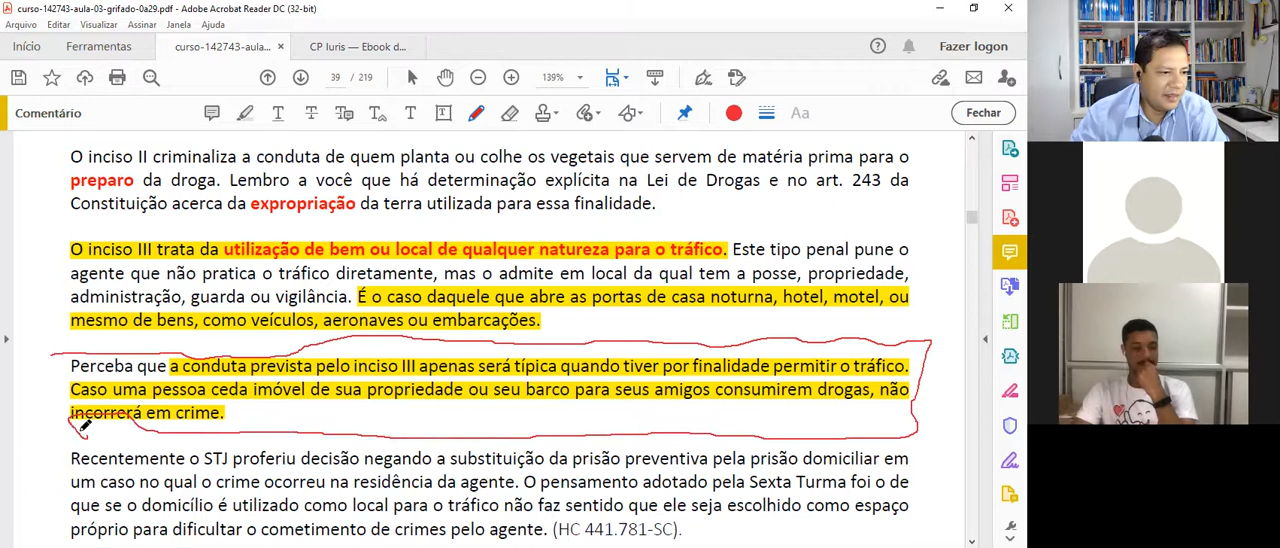 curso-142743-aula-03-grifado-0a29.pdf - Adobe Acrobat Reader DC (32-bit)
Arquivo Editar Visualizar Assinar Janela Ajuda
Início Ferramentas curso-142743-aula-... × CP Iuris — Ebook d... Fazer logon
39 / 219 139%
Comentário Aa Fechar
O inciso II criminaliza a conduta de quem planta ou colhe os vegetais que servem de matéria prima para o
preparo da droga. Lembro a você que há determinação explícita na Lei de Drogas e no art. 243 da
Constituição acerca da expropriação da terra utilizada para essa finalidade.
O inciso III trata da utilização de bem ou local de qualquer natureza para o tráfico. Este tipo penal pune o
agente que não pratica o tráfico diretamente, mas o admite em local da qual tem a posse, propriedade,
administração, guarda ou vigilância. É o caso daquele que abre as portas de casa noturna, hotel, motel, ou
mesmo de bens, como veículos, aeronaves ou embarcações.
Perceba que a conduta prevista pelo inciso III apenas será típica quando tiver por finalidade permitir o tráfico.
Caso uma pessoa ceda imóvel de sua propriedade ou seu barco para seus amigos consumirem drogas, não
incorrerá em crime.
Recentemente o STJ proferiu decisão negando a substituição da prisão preventiva pela prisão domiciliar em
um caso no qual o crime ocorreu na residência da agente. O pensamento adotado pela Sexta Turma foi o de
que se o domicílio é utilizado como local para o tráfico não faz sentido que ele seja escolhido como espaço
próprio para dificultar o cometimento de crimes pelo agente. (HC 441.781-SC).